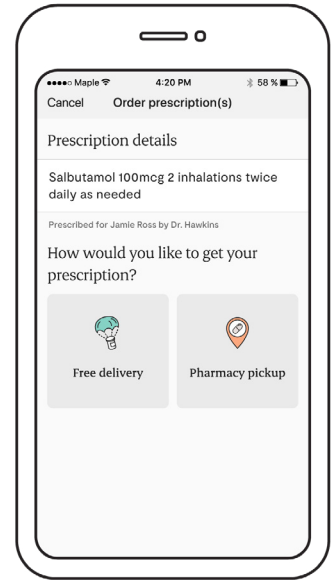 Maple 4:20 PM 58 %
Cancel Order prescription(s)
Prescription details
Salbutamol 100mcg 2 inhalations twice
daily as needed
Prescribed for Jamie Ross by Dr. Hawkins
How would you like to get your
prescription?
Free delivery Pharmacy pickup